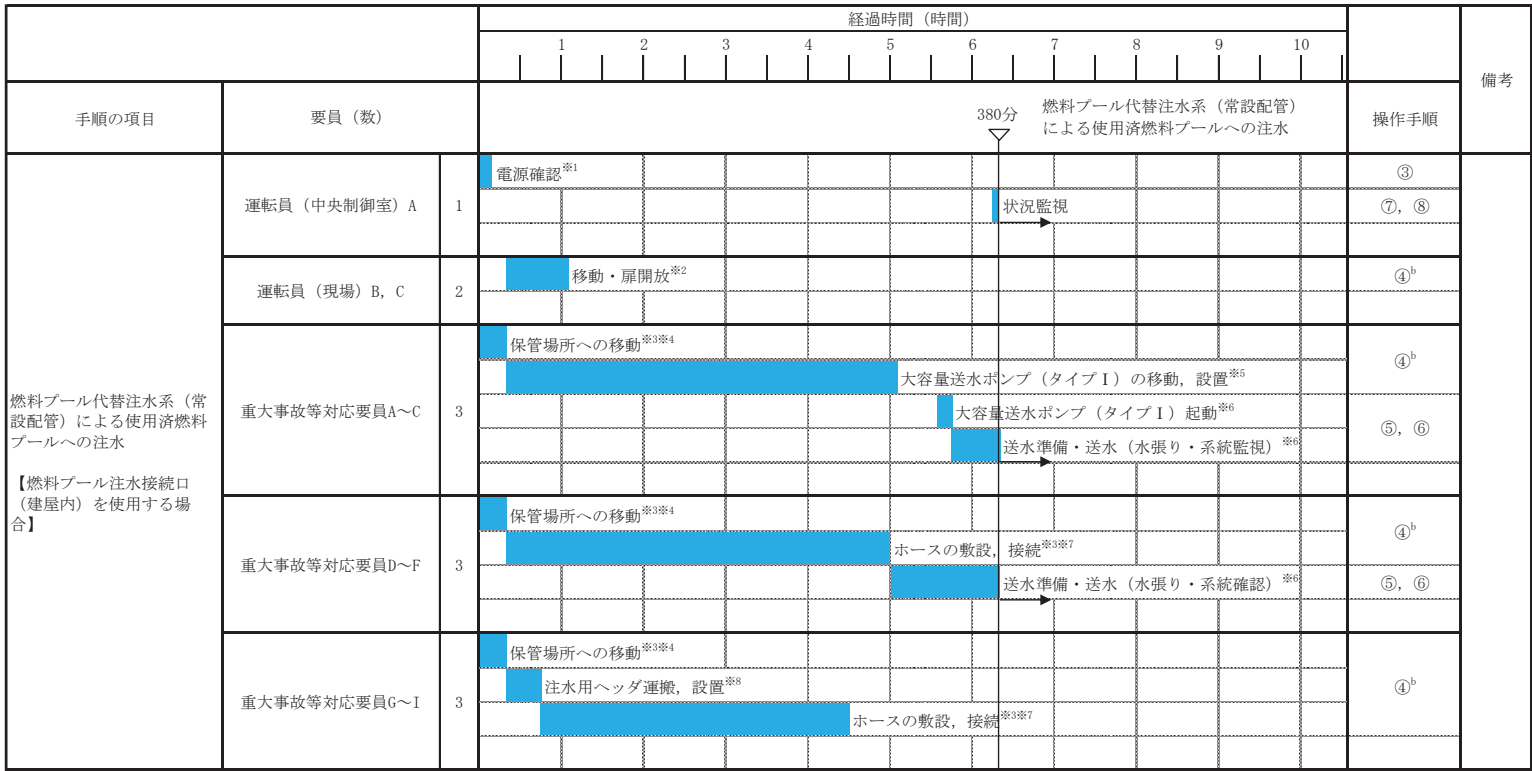 経過時間（時間）
1 2 3 4 5 6 7 8 9 10
備考
手順の項目
要員（数）
380分
燃料プール代替注水系（常設配管）
による使用済燃料プールへの注水
操作手順
燃料プール代替注水系（常
設配管）による使用済燃料
プールへの注水
【燃料プール注水接続口
（建屋内）を使用する場
合】
運転員（中央制御室）A
1
電源確認※1
③
状況監視
⑦, ⑧
運転員（現場）B, C
2
移動・扉開放※2
④b
重大事故等対応要員A～C
3
保管場所への移動※3※4
大容量送水ポンプ（タイプⅠ）の移動, 設置※5
④b
大容量送水ポンプ（タイプⅠ）起動※6
送水準備・送水（水張り・系統監視）※6
⑤, ⑥
重大事故等対応要員D～F
3
保管場所への移動※3※4
ホースの敷設, 接続※3※7
④b
送水準備・送水（水張り・系統確認）※6
⑤, ⑥
重大事故等対応要員G～I
3
保管場所への移動※3※4
注水用ヘッダ運搬, 設置※8
ホースの敷設, 接続※3※7
④b